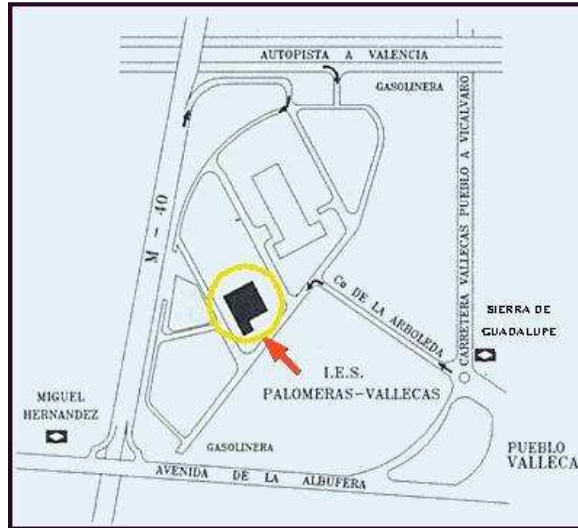 AUTOPISTA A VALENCIA
GASOLINERA
CARRETERA VALLECAS PUEBLO A VICALVARO
M-40
Cº DE LA ARBOLEDA
SIERRA DE
GUADALUPE
I.E.S.
PALOMERAS-VALLECAS
MIGUEL
HERNANDEZ
GASOLINERA
PUEBLO
VALLECA
AVENIDA DE LA ALBUFERA